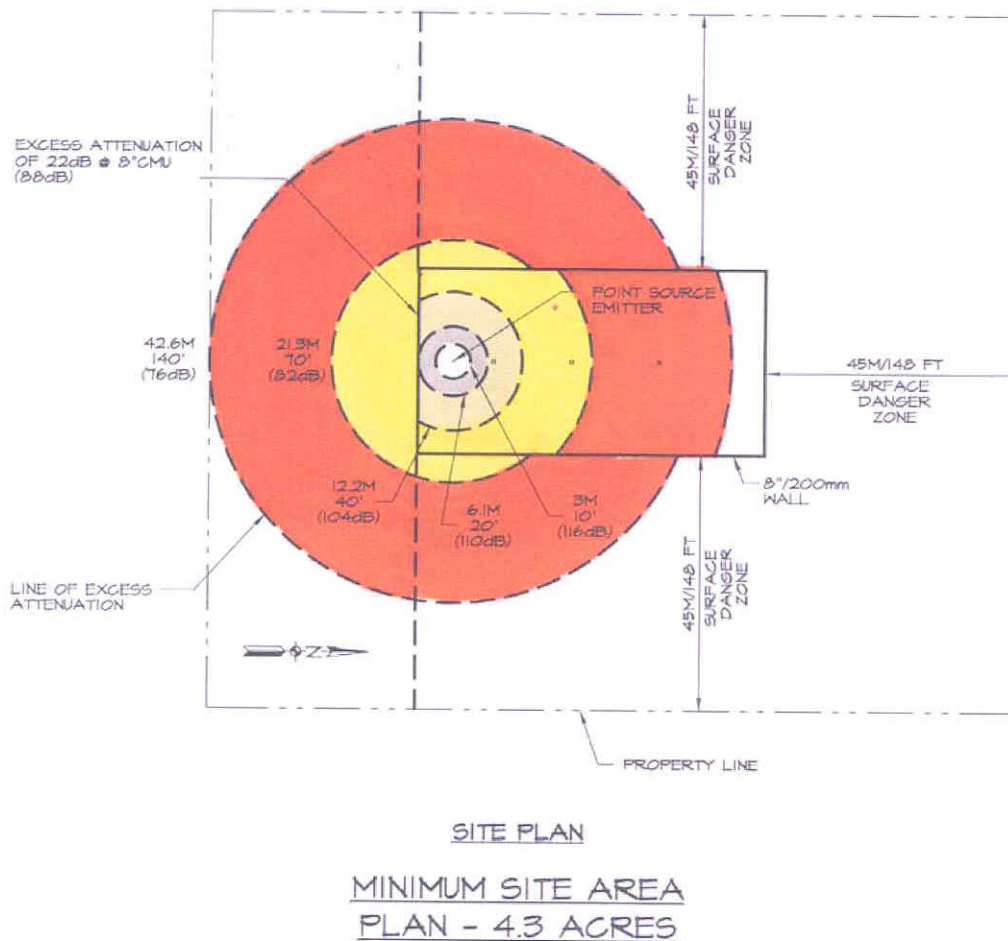 EXCESS ATTENUATION
OF 22dB @ 8"CMU
(88dB)
45M/148 FT
SURFACE
DANGER
ZONE
POINT SOURCE
EMITTER
42.6M
140'
(76dB)
21.3M
70'
(82dB)
45M/148 FT
SURFACE
DANGER
ZONE
12.2M
40'
(104dB)
6.1M
20'
(110dB)
3M
10'
(116dB)
8"/200mm
WALL
LINE OF EXCESS
ATTENUATION
45M/148 FT
SURFACE
DANGER
ZONE
Z
PROPERTY LINE
SITE PLAN
MINIMUM SITE AREA
PLAN - 4.3 ACRES